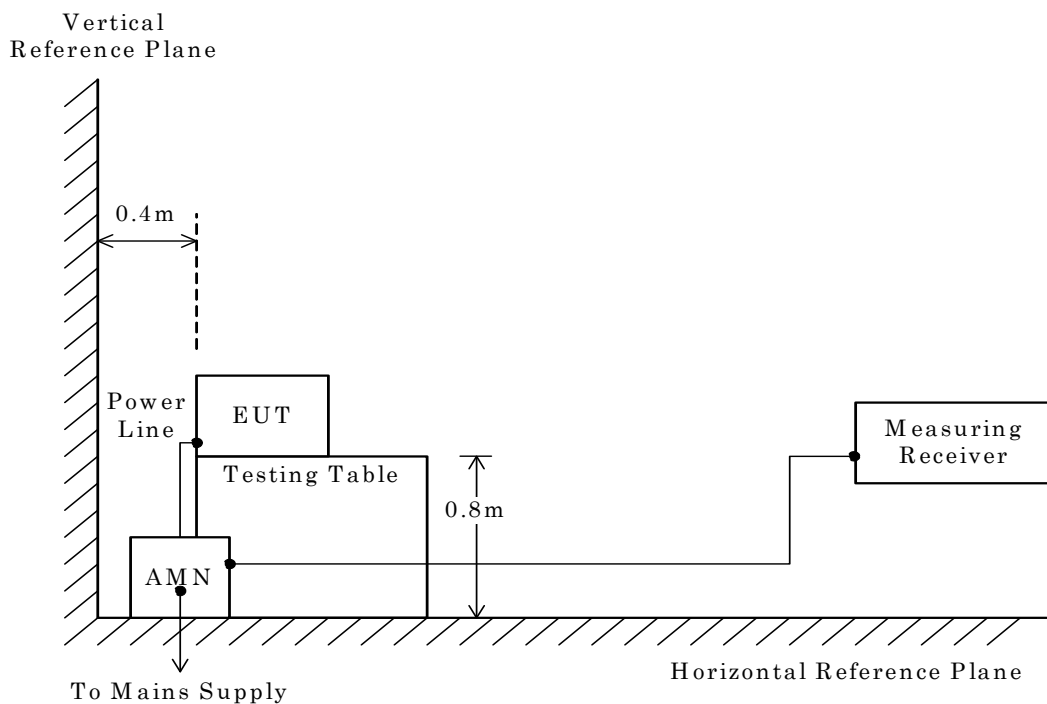 Vertical
Reference Plane
0.4m
Power
Line
EUT
Measuring
Receiver
Testing Table
0.8m
AMN
Horizontal Reference Plane
To Mains Supply